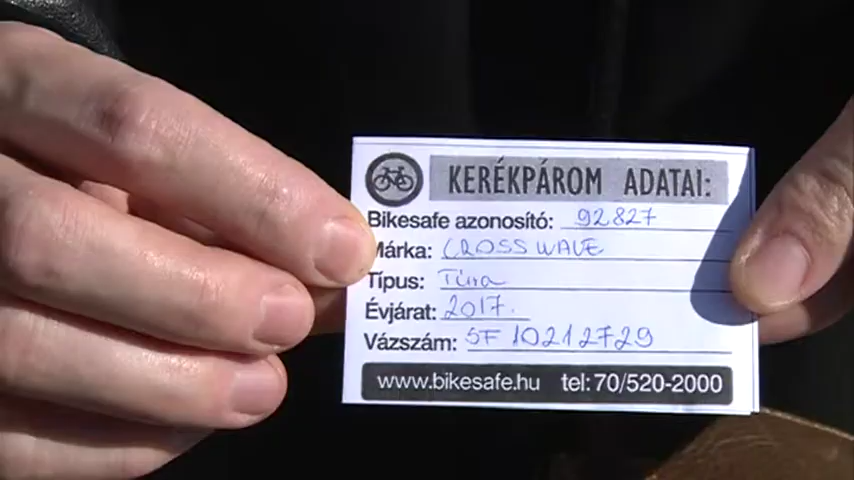 KERÉKPÁROM ADATAI:
Bikesafe azonosító: 92827
Márka: CROSS WAVE
Típus: Túra
Évjárat: 2017.
Vázszám: SF 10212729
www.bikesafe.hu tel: 70/520-2000